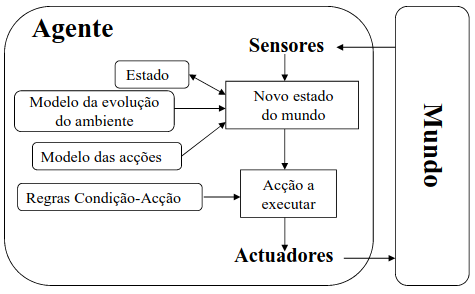 Agente
Sensores
Estado
Modelo da evolução
do ambiente
Novo estado
do mundo
Modelo das acções
Regras Condição-Acção
Acção a
executar
Actuadores
Mundo